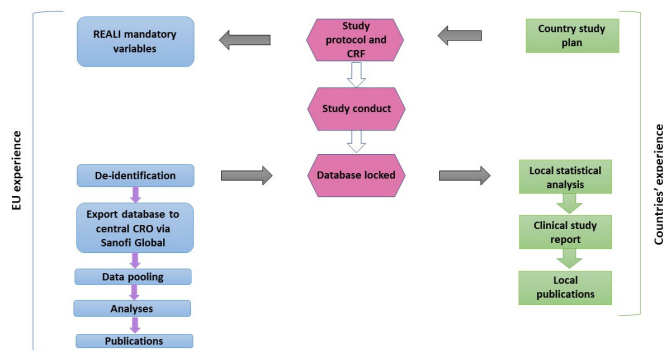 REALI mandatory
variables
Study
protocol and
CRF
Country study
plan
Study conduct
EU experience
Countries' experience
De-identification
Database locked
Local statistical
analysis
Export database to
central CRO via
Sanofi Global
Clinical study
report
Data pooling
Local
publications
Analyses
Publications